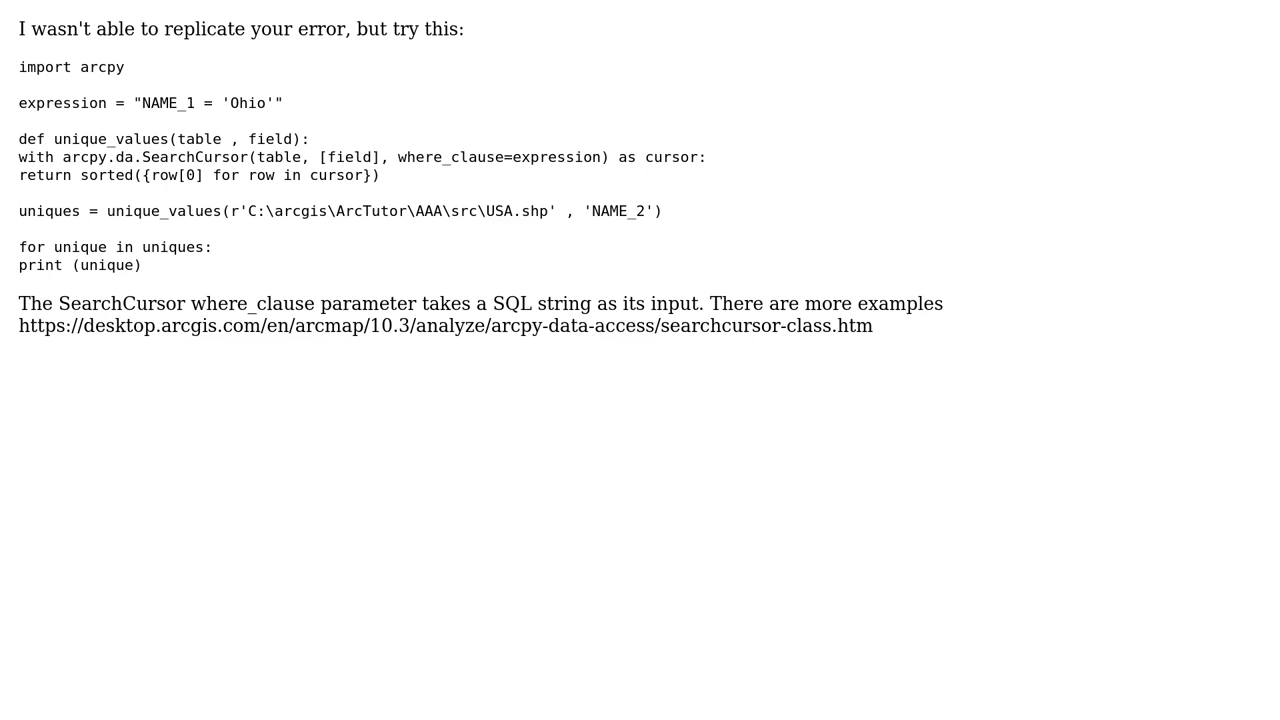 I wasn't able to replicate your error, but try this:
import arcpy
expression = "NAME_1 = 'Ohio'"
def unique_values(table , field):
with arcpy.da.SearchCursor(table, [field], where_clause=expression) as cursor:
return sorted({row[0] for row in cursor})
uniques = unique_values(r'C:\arcgis\ArcTutor\AAA\src\USA.shp' , 'NAME_2')
for unique in uniques:
print (unique)
The SearchCursor where_clause parameter takes a SQL string as its input. There are more examples
https://desktop.arcgis.com/en/arcmap/10.3/analyze/arcpy-data-access/searchcursor-class.htm